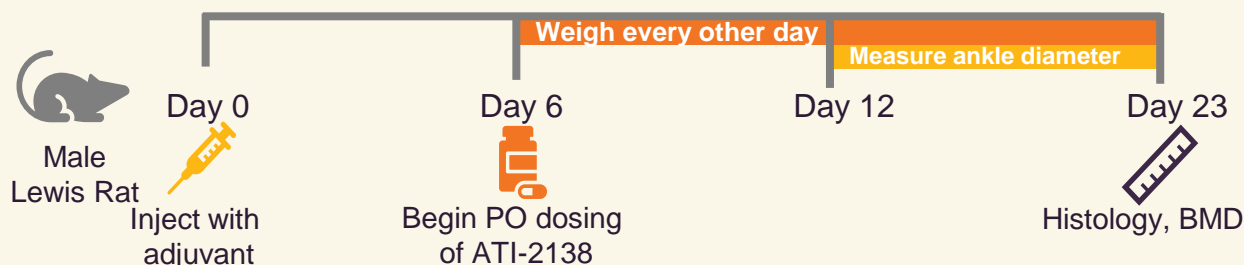 Weigh every other day
Measure ankle diameter
Day 0
Day 6
Day 12
Day 23
Male
Lewis Rat
Inject with
adjuvant
Begin PO dosing
of ATI-2138
Histology, BMD